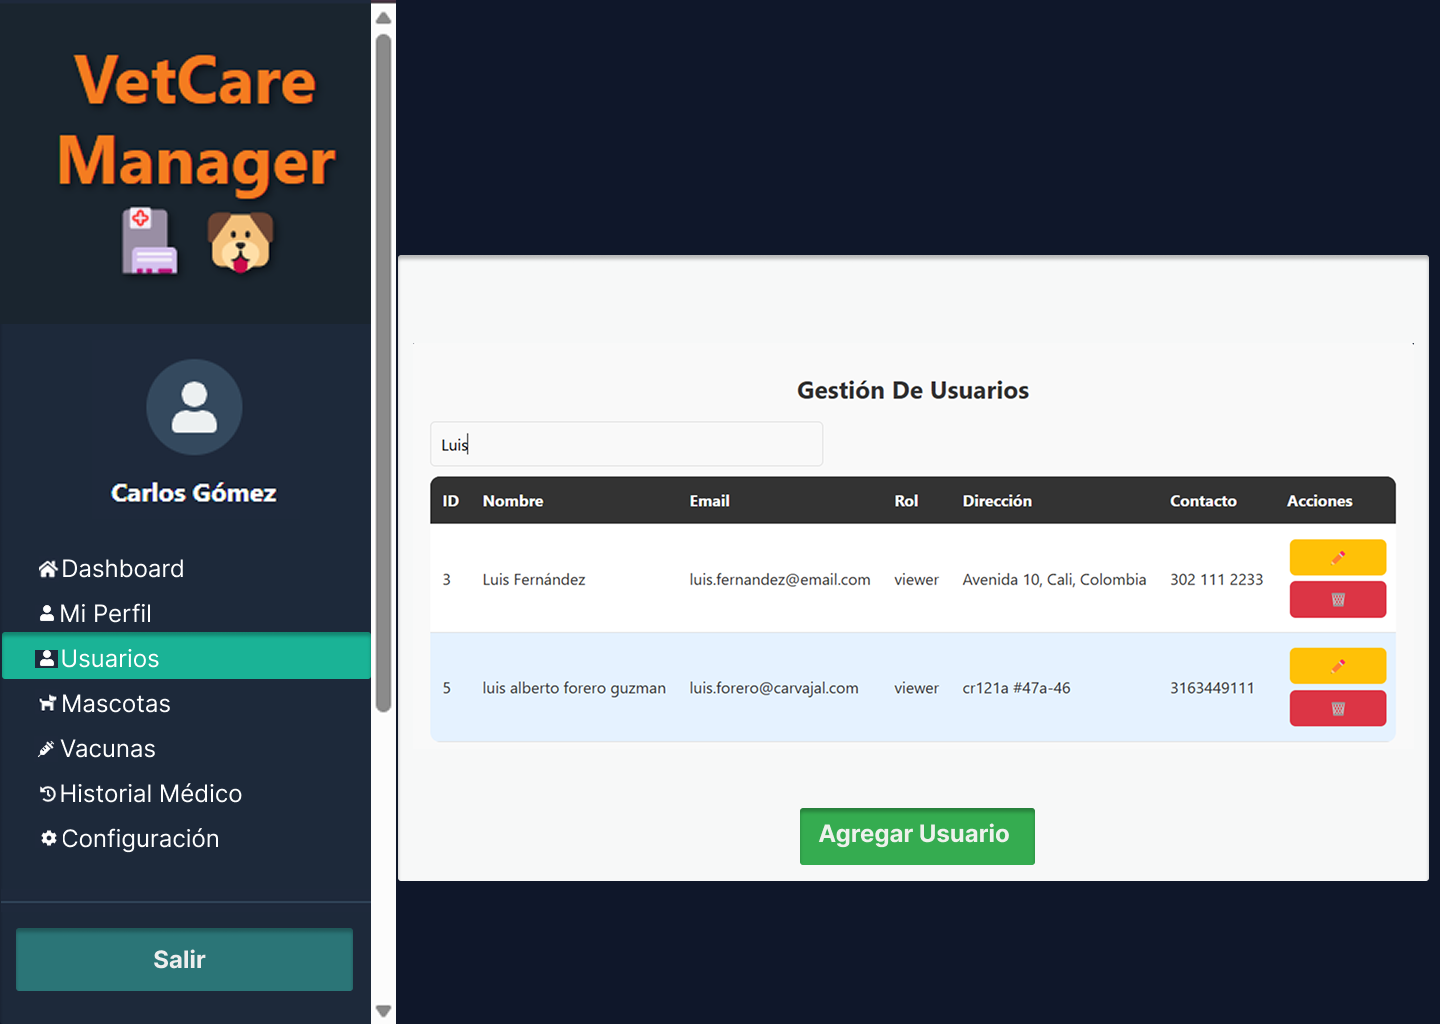 VetCare
Manager
Carlos Gómez
Dashboard
Mi Perfil
Usuarios
Mascotas
Vacunas
Historial Médico
Configuración
Salir
Gestión De Usuarios
Luis
ID Nombre Email Rol Dirección Contacto Acciones
3 Luis Fernández luis.fernandez@email.com viewer Avenida 10, Cali, Colombia 302 111 2233
5 luis alberto forero guzman luis.forero@carvajal.com viewer cr121a #47a-46 3163449111
Agregar Usuario